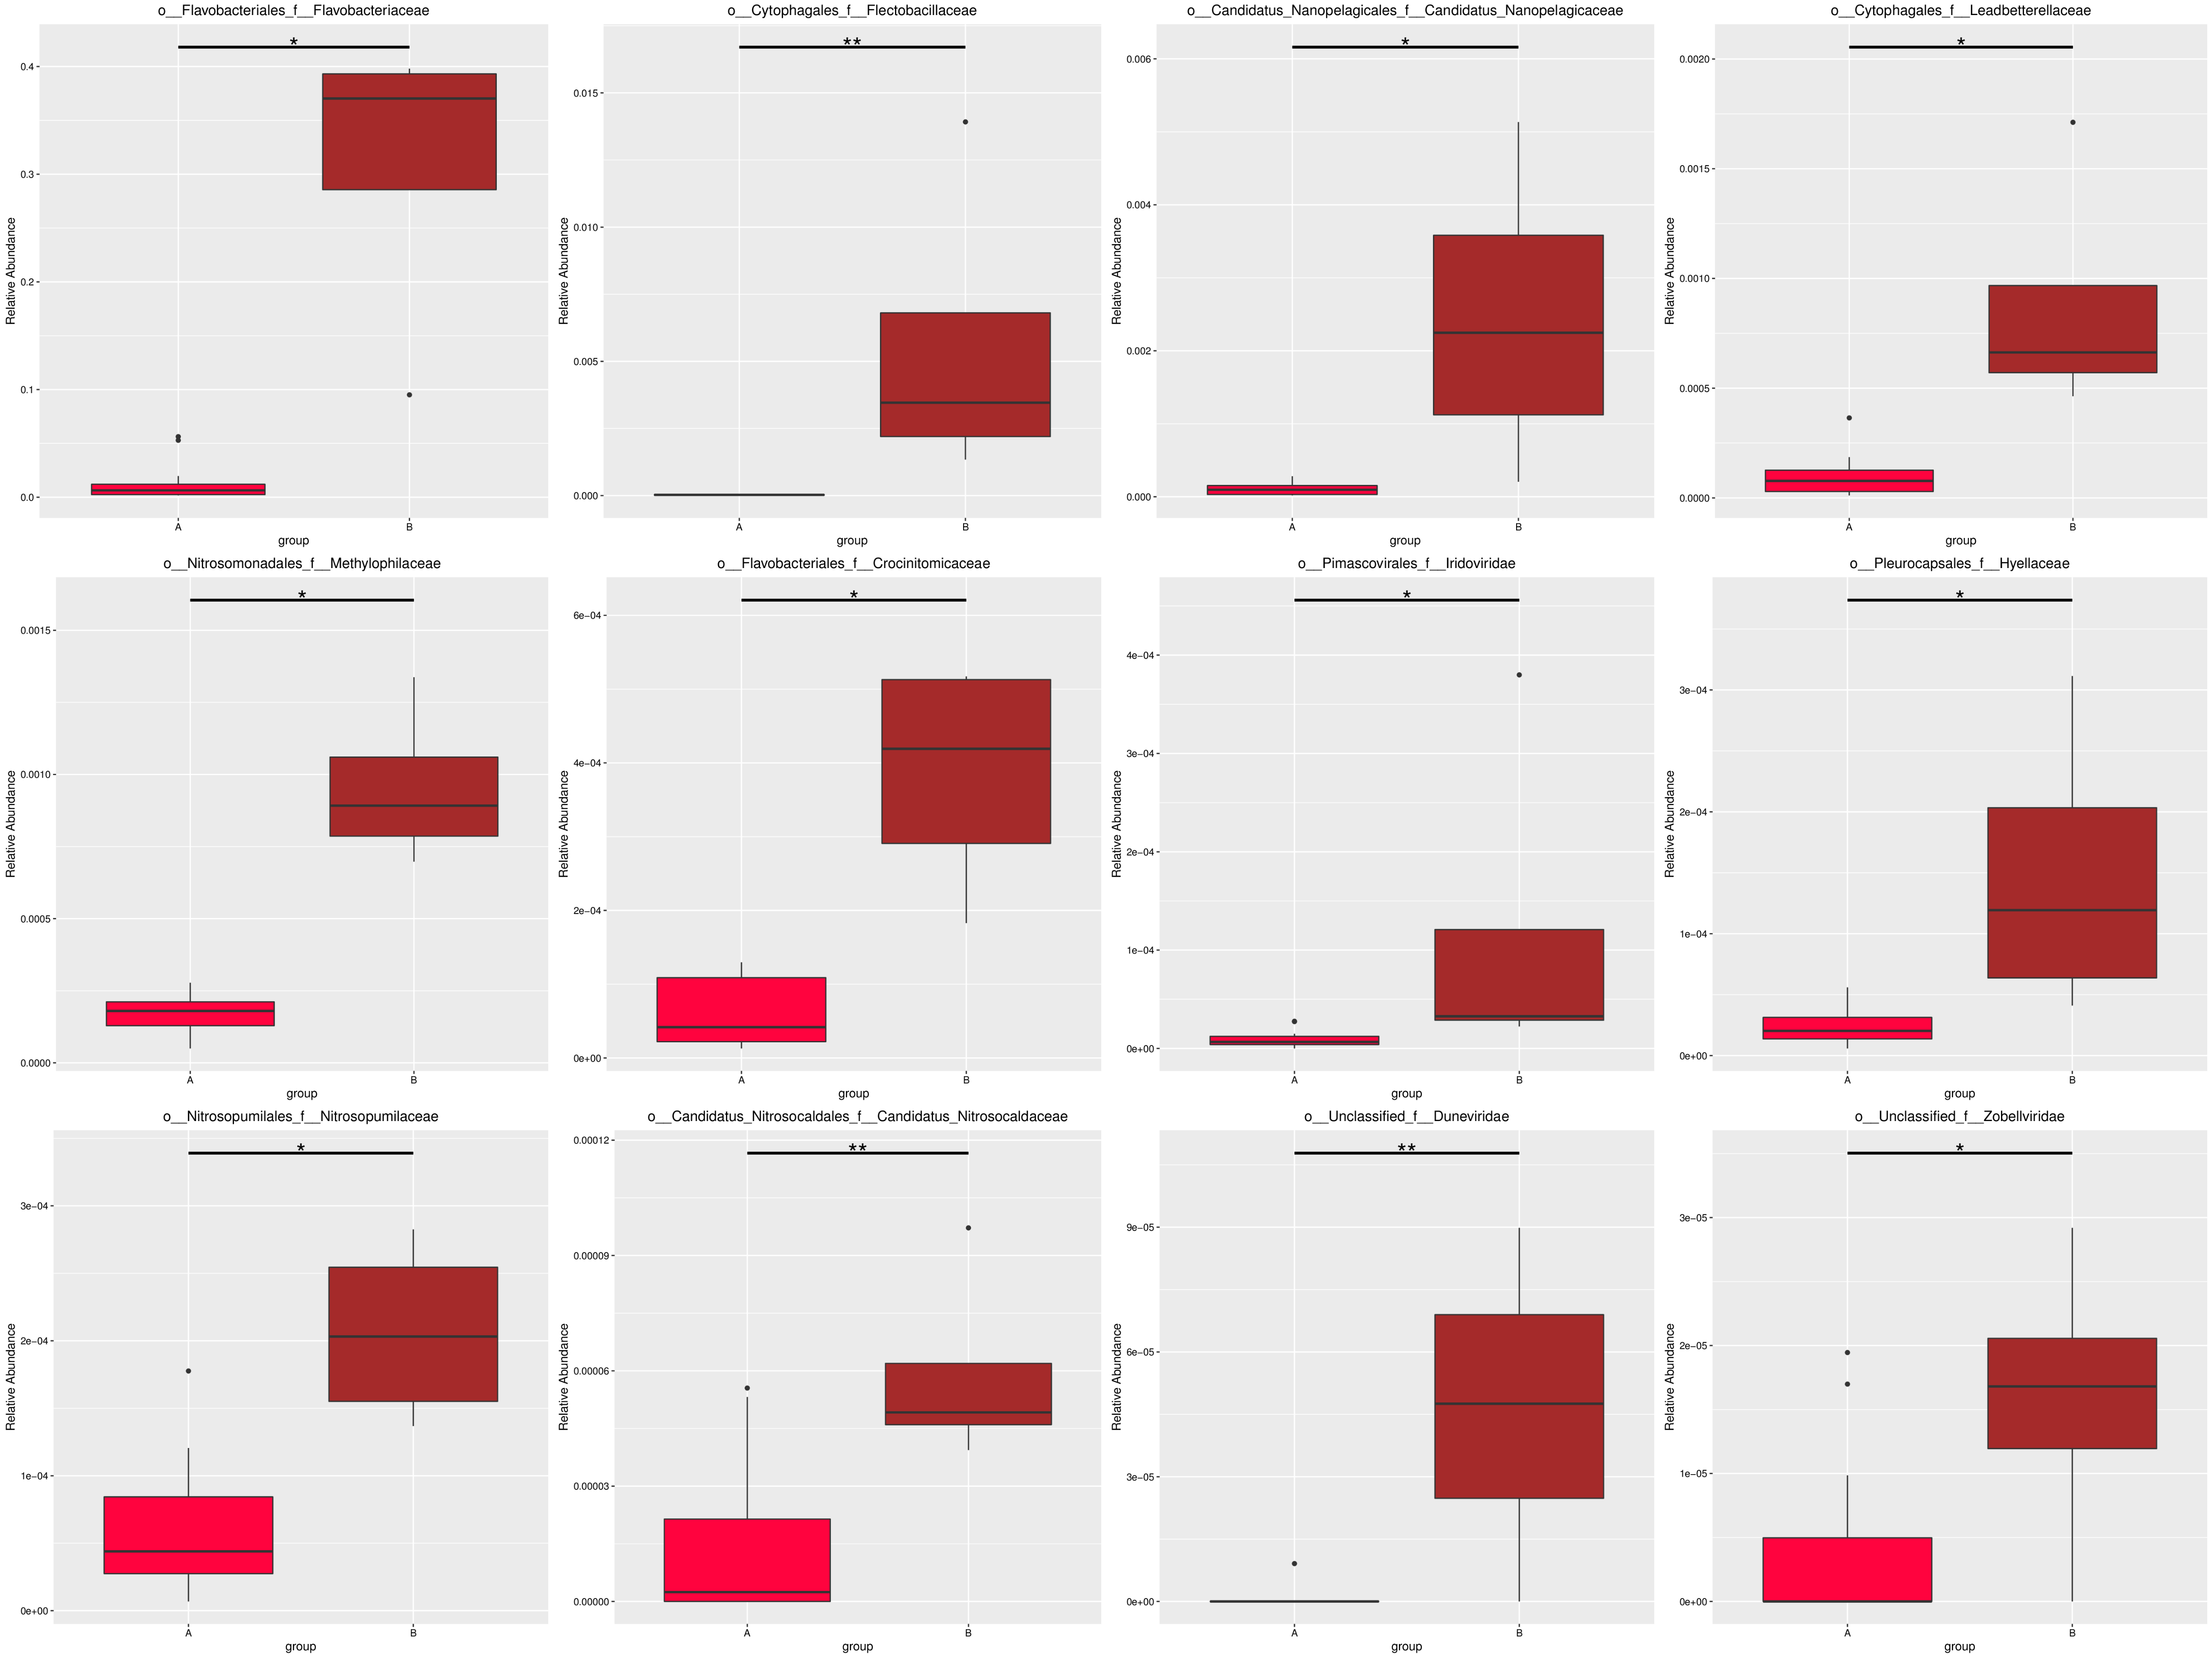 o__Flavobacteriales_f__Flavobacteriaceae
*
0.4
0.3
0.2
0.1
0.0
Relative Abundance
A
B
group
o__Cytophagales_f__Flectobacillaceae
**
0.015
0.010
0.005
0.000
Relative Abundance
A
B
group
o__Candidatus_Nanopelagicales_f__Candidatus_Nanopelagicaceae
*
0.006
0.004
0.002
0.000
Relative Abundance
A
B
group
o__Cytophagales_f__Leadbetterellaceae
*
0.0020
0.0015
0.0010
0.0005
0.0000
Relative Abundance
A
B
group
o__Nitrosomonadales_f__Methylophilaceae
*
0.0015
0.0010
0.0005
0.0000
Relative Abundance
A
B
group
o__Flavobacteriales_f__Crocinitomicaceae
*
6e−04
4e−04
2e−04
0e+00
Relative Abundance
A
B
group
o__Pimascovirales_f__Iridoviridae
*
4e−04
3e−04
2e−04
1e−04
0e+00
Relative Abundance
A
B
group
o__Pleurocapsales_f__Hyellaceae
*
3e−04
2e−04
1e−04
0e+00
Relative Abundance
A
B
group
o__Nitrosopumilales_f__Nitrosopumilaceae
*
3e−04
2e−04
1e−04
0e+00
Relative Abundance
A
B
group
o__Candidatus_Nitrosocaldales_f__Candidatus_Nitrosocaldaceae
**
0.00012
0.00009
0.00006
0.00003
0.00000
Relative Abundance
A
B
group
o__Unclassified_f__Duneviridae
**
9e−05
6e−05
3e−05
0e+00
Relative Abundance
A
B
group
o__Unclassified_f__Zobellviridae
*
3e−05
2e−05
1e−05
0e+00
Relative Abundance
A
B
group